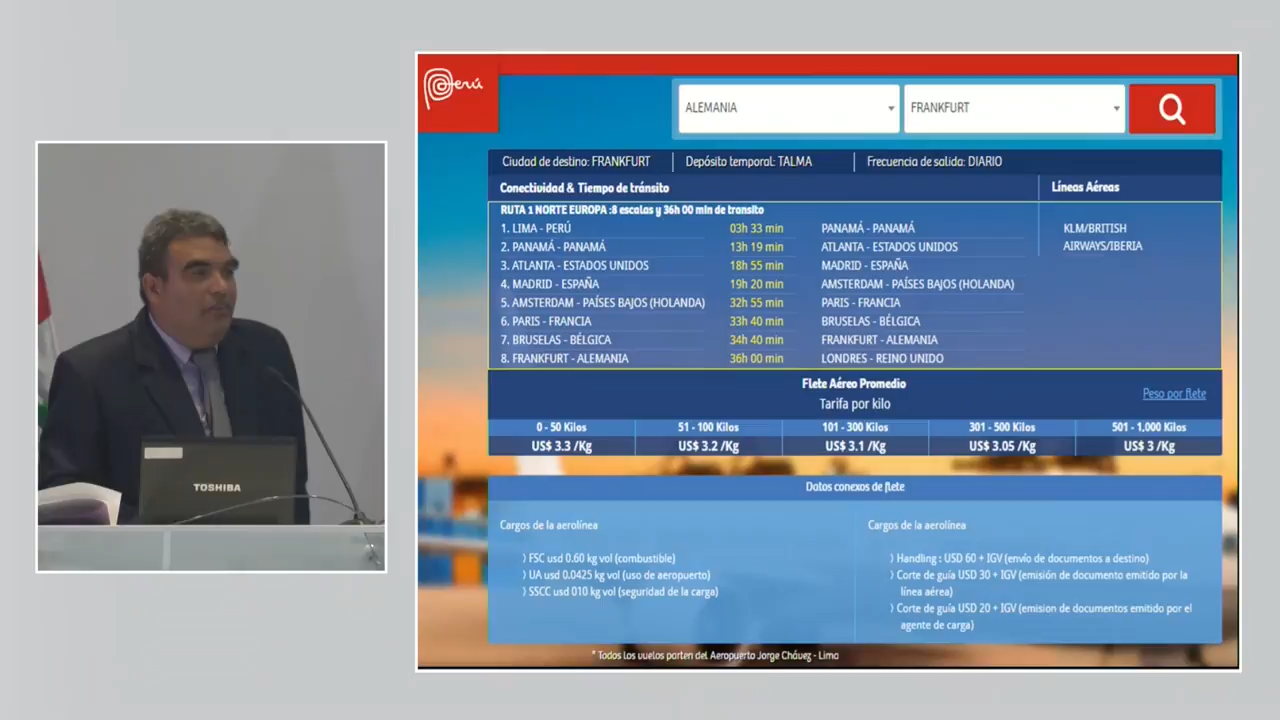 Perú
ALEMANIA
FRANKFURT
Ciudad de destino: FRANKFURT
Depósito temporal: TALMA
Frecuencia de salida: DIARIO
Conectividad & Tiempo de tránsito
Líneas Aéreas
RUTA 1 NORTE EUROPA :8 escalas y 36h 00 min de transito
1. LIMA - PERÚ 03h 33 min PANAMÁ - PANAMÁ
2. PANAMÁ - PANAMÁ 13h 19 min ATLANTA - ESTADOS UNIDOS
3. ATLANTA - ESTADOS UNIDOS 18h 55 min MADRID - ESPAÑA
4. MADRID - ESPAÑA 19h 20 min AMSTERDAM - PAÍSES BAJOS (HOLANDA)
5. AMSTERDAM - PAÍSES BAJOS (HOLANDA) 32h 55 min PARIS - FRANCIA
6. PARIS - FRANCIA 33h 40 min BRUSELAS - BÉLGICA
7. BRUSELAS - BÉLGICA 34h 40 min FRANKFURT - ALEMANIA
8. FRANKFURT - ALEMANIA 36h 00 min LONDRES - REINO UNIDO
KLM/BRITISH
AIRWAYS/IBERIA
Flete Aéreo Promedio
Tarifa por kilo
Peso por flete
0 - 50 Kilos 51 - 100 Kilos 101 - 300 Kilos 301 - 500 Kilos 501 - 1,000 Kilos
US$ 3.3 /Kg US$ 3.2 /Kg US$ 3.1 /Kg US$ 3.05 /Kg US$ 3 /Kg
Datos conexos de flete
Cargos de la aerolínea
⟩ FSC usd 0.60 kg vol (combustible)
⟩ UA usd 0.0425 kg vol (uso de aeropuerto)
⟩ SSCC usd 010 kg vol (seguridad de la carga)
Cargos de la aerolínea
⟩ Handling : USD 60 + IGV (envío de documentos a destino)
⟩ Corte de guía USD 30 + IGV (emisión de documento emitido por la
línea aérea)
⟩ Corte de guía USD 20 + IGV (emision de documentos emitido por el
agente de carga)
* Todos los vuelos parten del Aeropuerto Jorge Chávez - Lima
TOSHIBA